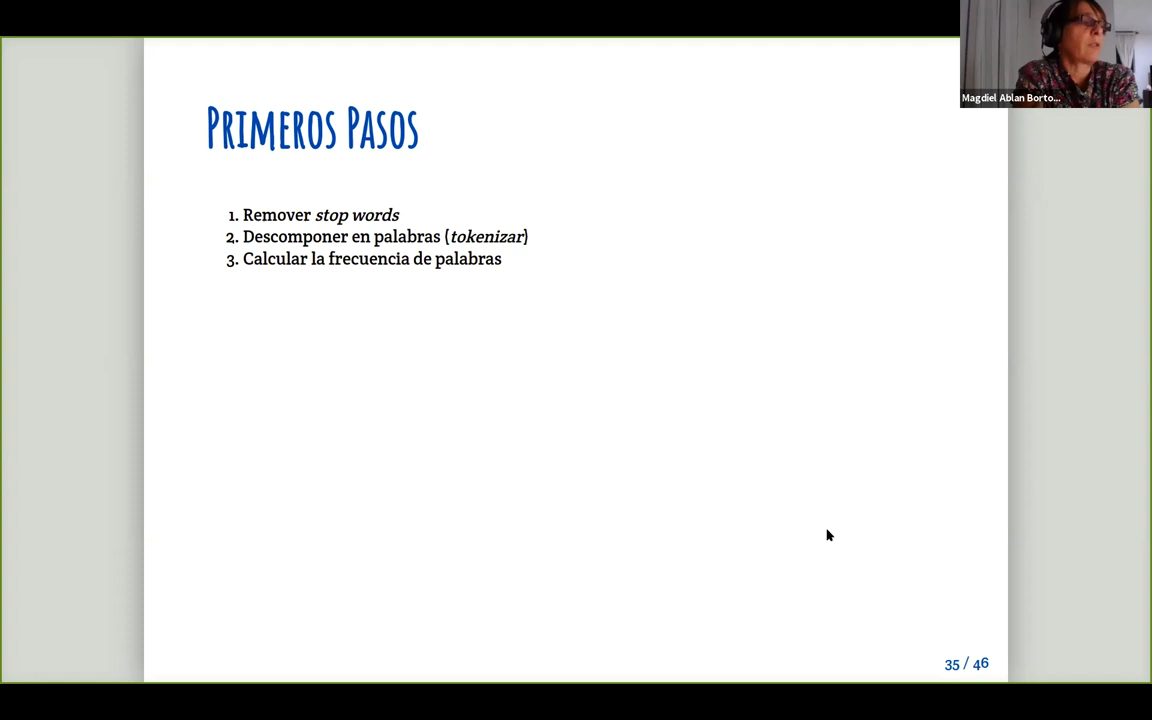 Magdiel Ablan Borto...
PRIMEROS PASOS
1. Remover stop words
2. Descomponer en palabras (tokenizar)
3. Calcular la frecuencia de palabras
35 / 46